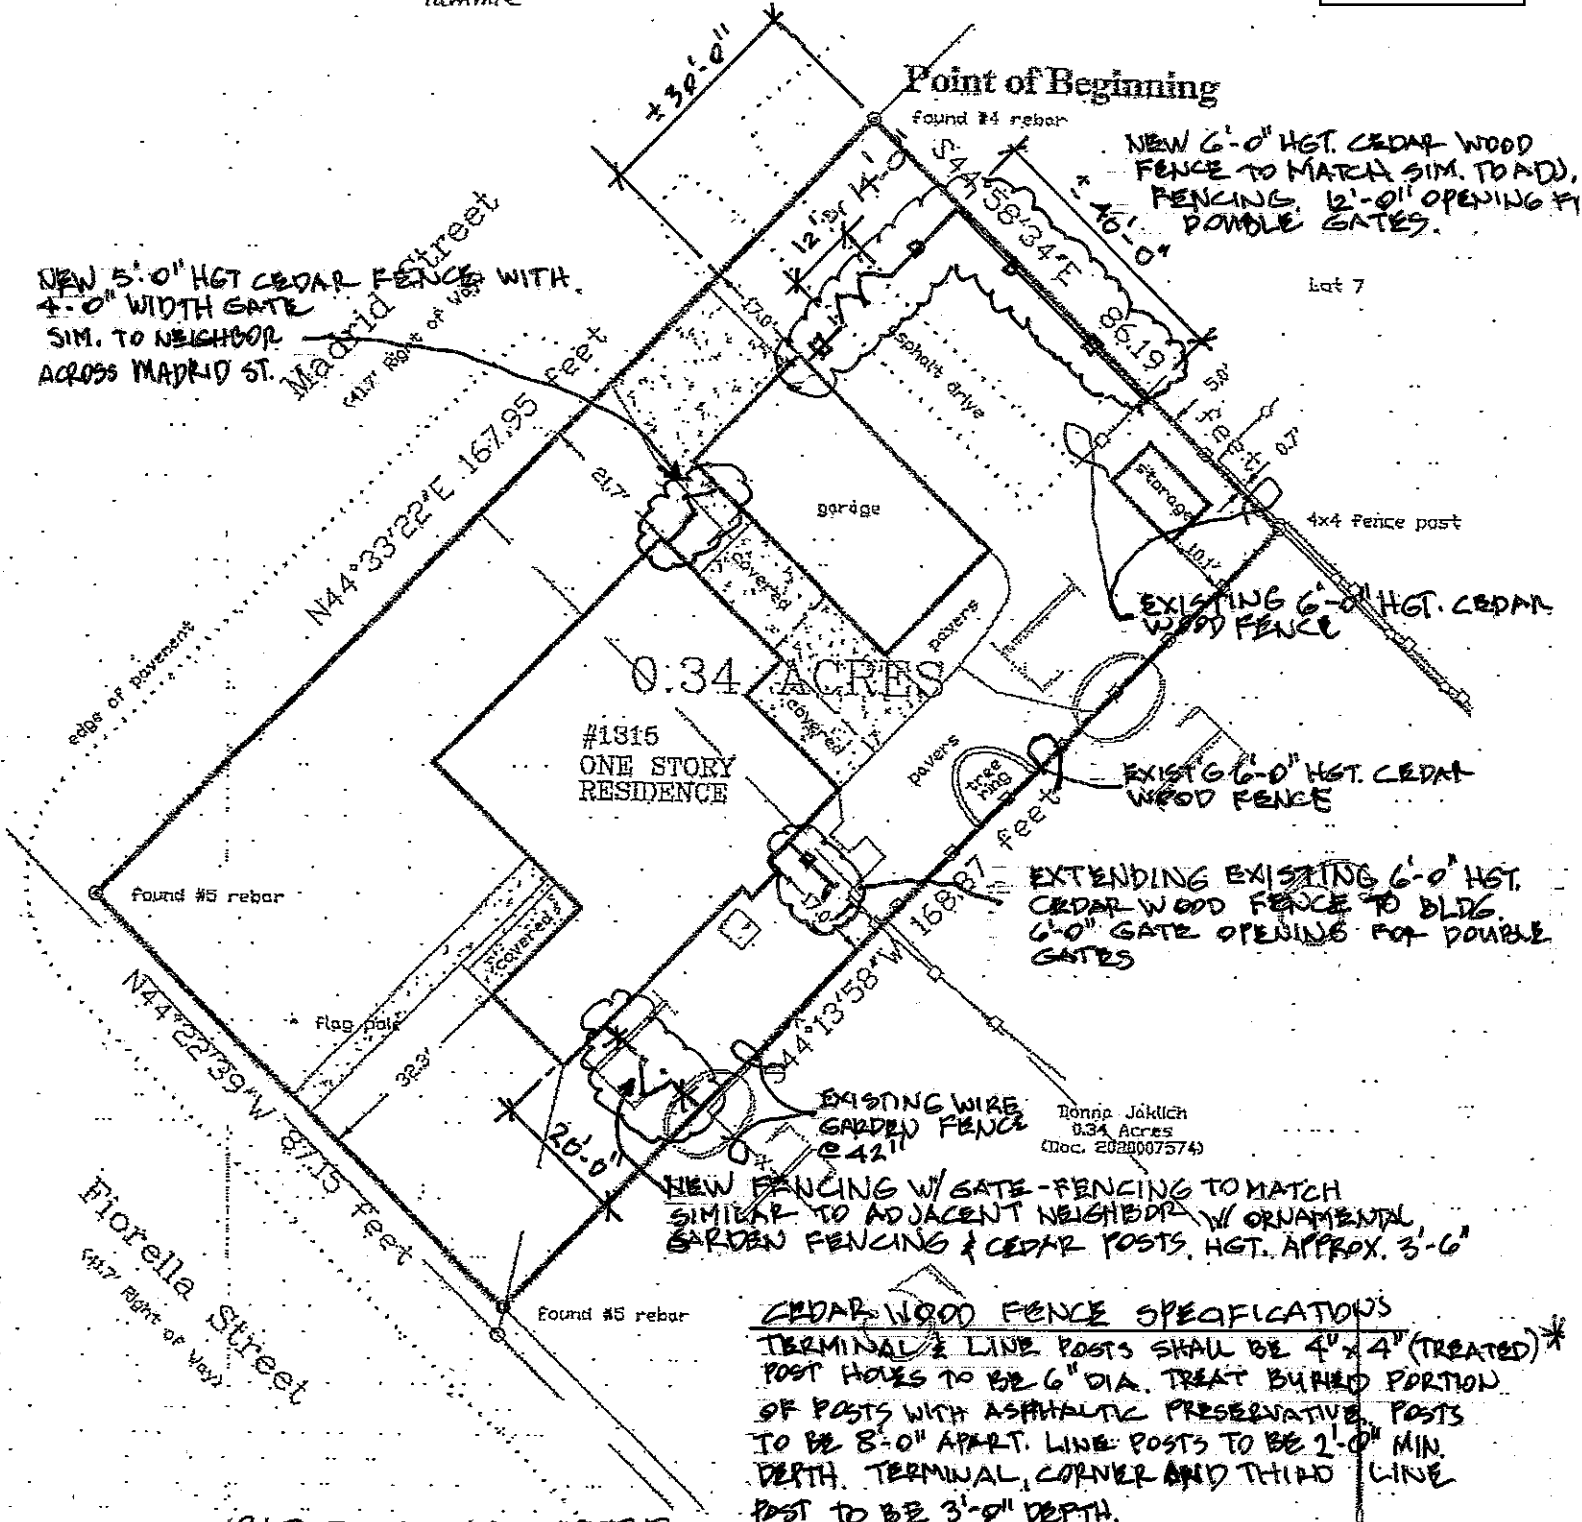 ± 30'-0"
Point of Beginning
found #4 rebar
NEW 6'-0" HGT. CEDAR WOOD
FENCE TO MATCH SIM. TO ADJ.
FENCING. 12'-0" OPENING
DOUBLE GATES.
12' or 14'-0"
S44°58'34"E 86.19 feet
± 40'-0"
Lot 7
Madrid Street
(41.7' Right of Way)
NEW 5'-0" HGT CEDAR FENCE WITH
4'-0" WIDTH GATE
SIM. TO NEIGHBOR
ACROSS MADRID ST.
N44°33'22"E 167.95 feet
17.0'
asphalt drive
5.0'
0.7'
storage
21.7'
garage
4x4 fence post
10.1'
covered
EXISTING 6'-0" HGT. CEDAR
WOOD FENCE
edge of pavement
pavers
0.34 ACRES
LOT
covered
#1315
ONE STORY
RESIDENCE
pavers
tree
ring
EXIST'G 6'-0" HGT. CEDAR
WOOD FENCE
found #5 rebar
EXTENDING EXISTING 6'-0" HGT.
CEDAR WOOD FENCE TO BLDG.
6'-0" GATE OPENING FOR DOUBLE
GATES
17.0'
S44°13'58"W 168.87 feet
covered
flag pole
32.3'
N44°22'39"W 87.15 feet
EXISTING WIRE
GARDEN FENCE
@ 42"
Donna Jaklich
0.34 Acres
(Doc. 2020007574)
20'-0"
NEW FENCING W/ GATE - FENCING TO MATCH
SIMILAR TO ADJACENT NEIGHBOR W/ ORNAMENTAL
GARDEN FENCING & CEDAR POSTS. HGT. APPROX. 3'-6"
Fiorella Street
(41.7' Right of Way)
found #5 rebar
CEDAR WOOD FENCE SPECIFICATIONS
TERMINAL & LINE POSTS SHALL BE 4" x 4" (TREATED)*
POST HOLES TO BE 6" DIA. TREAT BURIED PORTION
OF POSTS WITH ASPHALTIC PRESERVATIVE. POSTS
TO BE 8'-0" APART. LINE POSTS TO BE 2'-0" MIN.
DEPTH. TERMINAL, CORNER AND THIRD LINE
POST TO BE 3'-0" DEPTH.